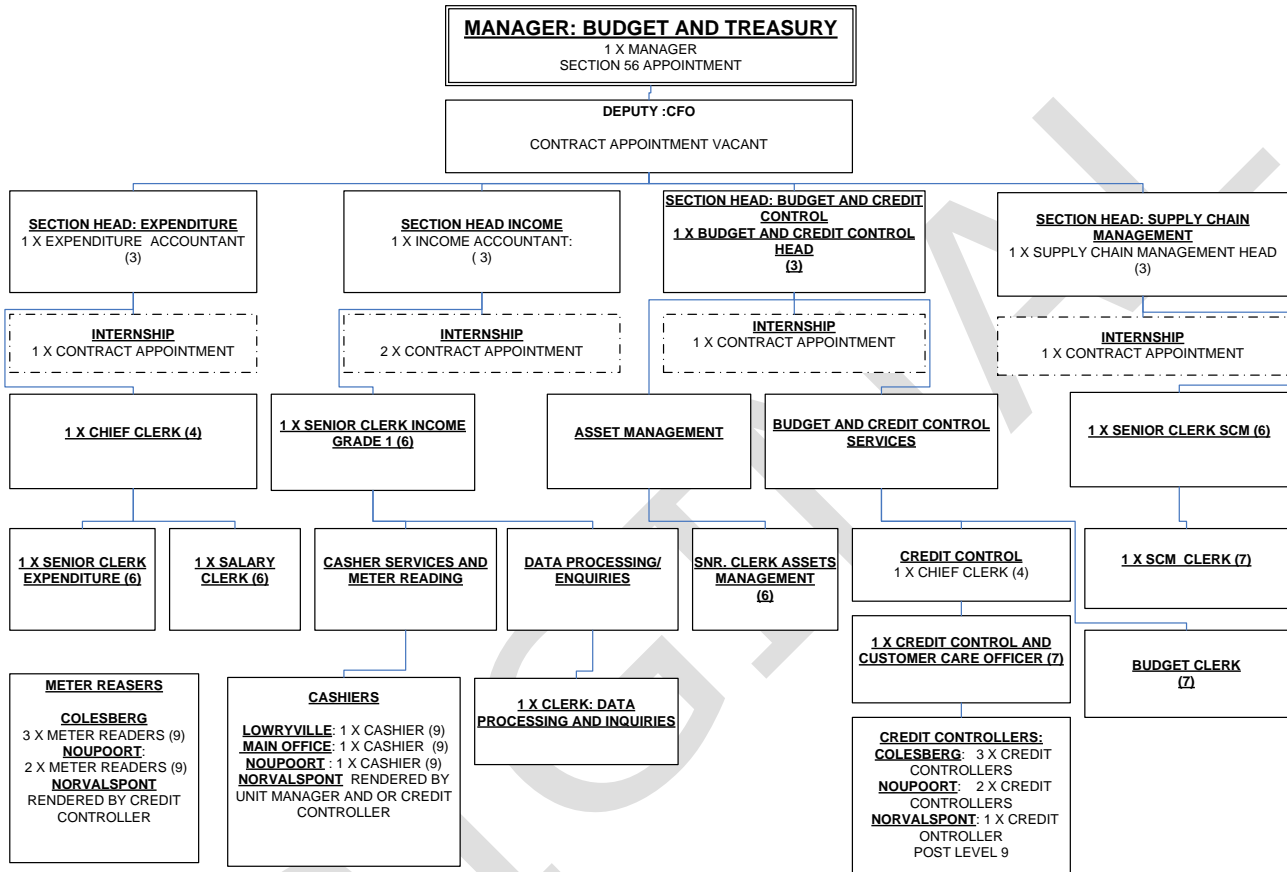 MANAGER: BUDGET AND TREASURY
1 X MANAGER
SECTION 56 APPOINTMENT
DEPUTY :CFO
CONTRACT APPOINTMENT VACANT
SECTION HEAD: EXPENDITURE
1 X EXPENDITURE ACCOUNTANT
(3)
SECTION HEAD INCOME
1 X INCOME ACCOUNTANT:
( 3)
SECTION HEAD: BUDGET AND CREDIT
CONTROL
1 X BUDGET AND CREDIT CONTROL
HEAD
(3)
SECTION HEAD: SUPPLY CHAIN
MANAGEMENT
1 X SUPPLY CHAIN MANAGEMENT HEAD
(3)
INTERNSHIP
1 X CONTRACT APPOINTMENT
INTERNSHIP
2 X CONTRACT APPOINTMENT
INTERNSHIP
1 X CONTRACT APPOINTMENT
INTERNSHIP
1 X CONTRACT APPOINTMENT
1 X CHIEF CLERK (4)
1 X SENIOR CLERK INCOME
GRADE 1 (6)
ASSET MANAGEMENT
BUDGET AND CREDIT CONTROL
SERVICES
1 X SENIOR CLERK SCM (6)
1 X SENIOR CLERK
EXPENDITURE (6)
1 X SALARY
CLERK (6)
CASHER SERVICES AND
METER READING
DATA PROCESSING/
ENQUIRIES
SNR. CLERK ASSETS
MANAGEMENT
(6)
CREDIT CONTROL
1 X CHIEF CLERK (4)
1 X SCM CLERK (7)
1 X CREDIT CONTROL AND
CUSTOMER CARE OFFICER (7)
BUDGET CLERK
(7)
METER REASERS
COLESBERG
3 X METER READERS (9)
NOUPOORT:
2 X METER READERS (9)
NORVALSPONT
RENDERED BY CREDIT
CONTROLLER
CASHIERS
LOWRYVILLE: 1 X CASHIER (9)
MAIN OFFICE: 1 X CASHIER (9)
NOUPOORT : 1 X CASHIER (9)
NORVALSPONT RENDERED BY
UNIT MANAGER AND OR CREDIT
CONTROLLER
1 X CLERK: DATA
PROCESSING AND INQUIRIES
CREDIT CONTROLLERS:
COLESBERG: 3 X CREDIT
CONTROLLERS
NOUPOORT: 2 X CREDIT
CONTROLLERS
NORVALSPONT: 1 X CREDIT
ONTROLLER
POST LEVEL 9